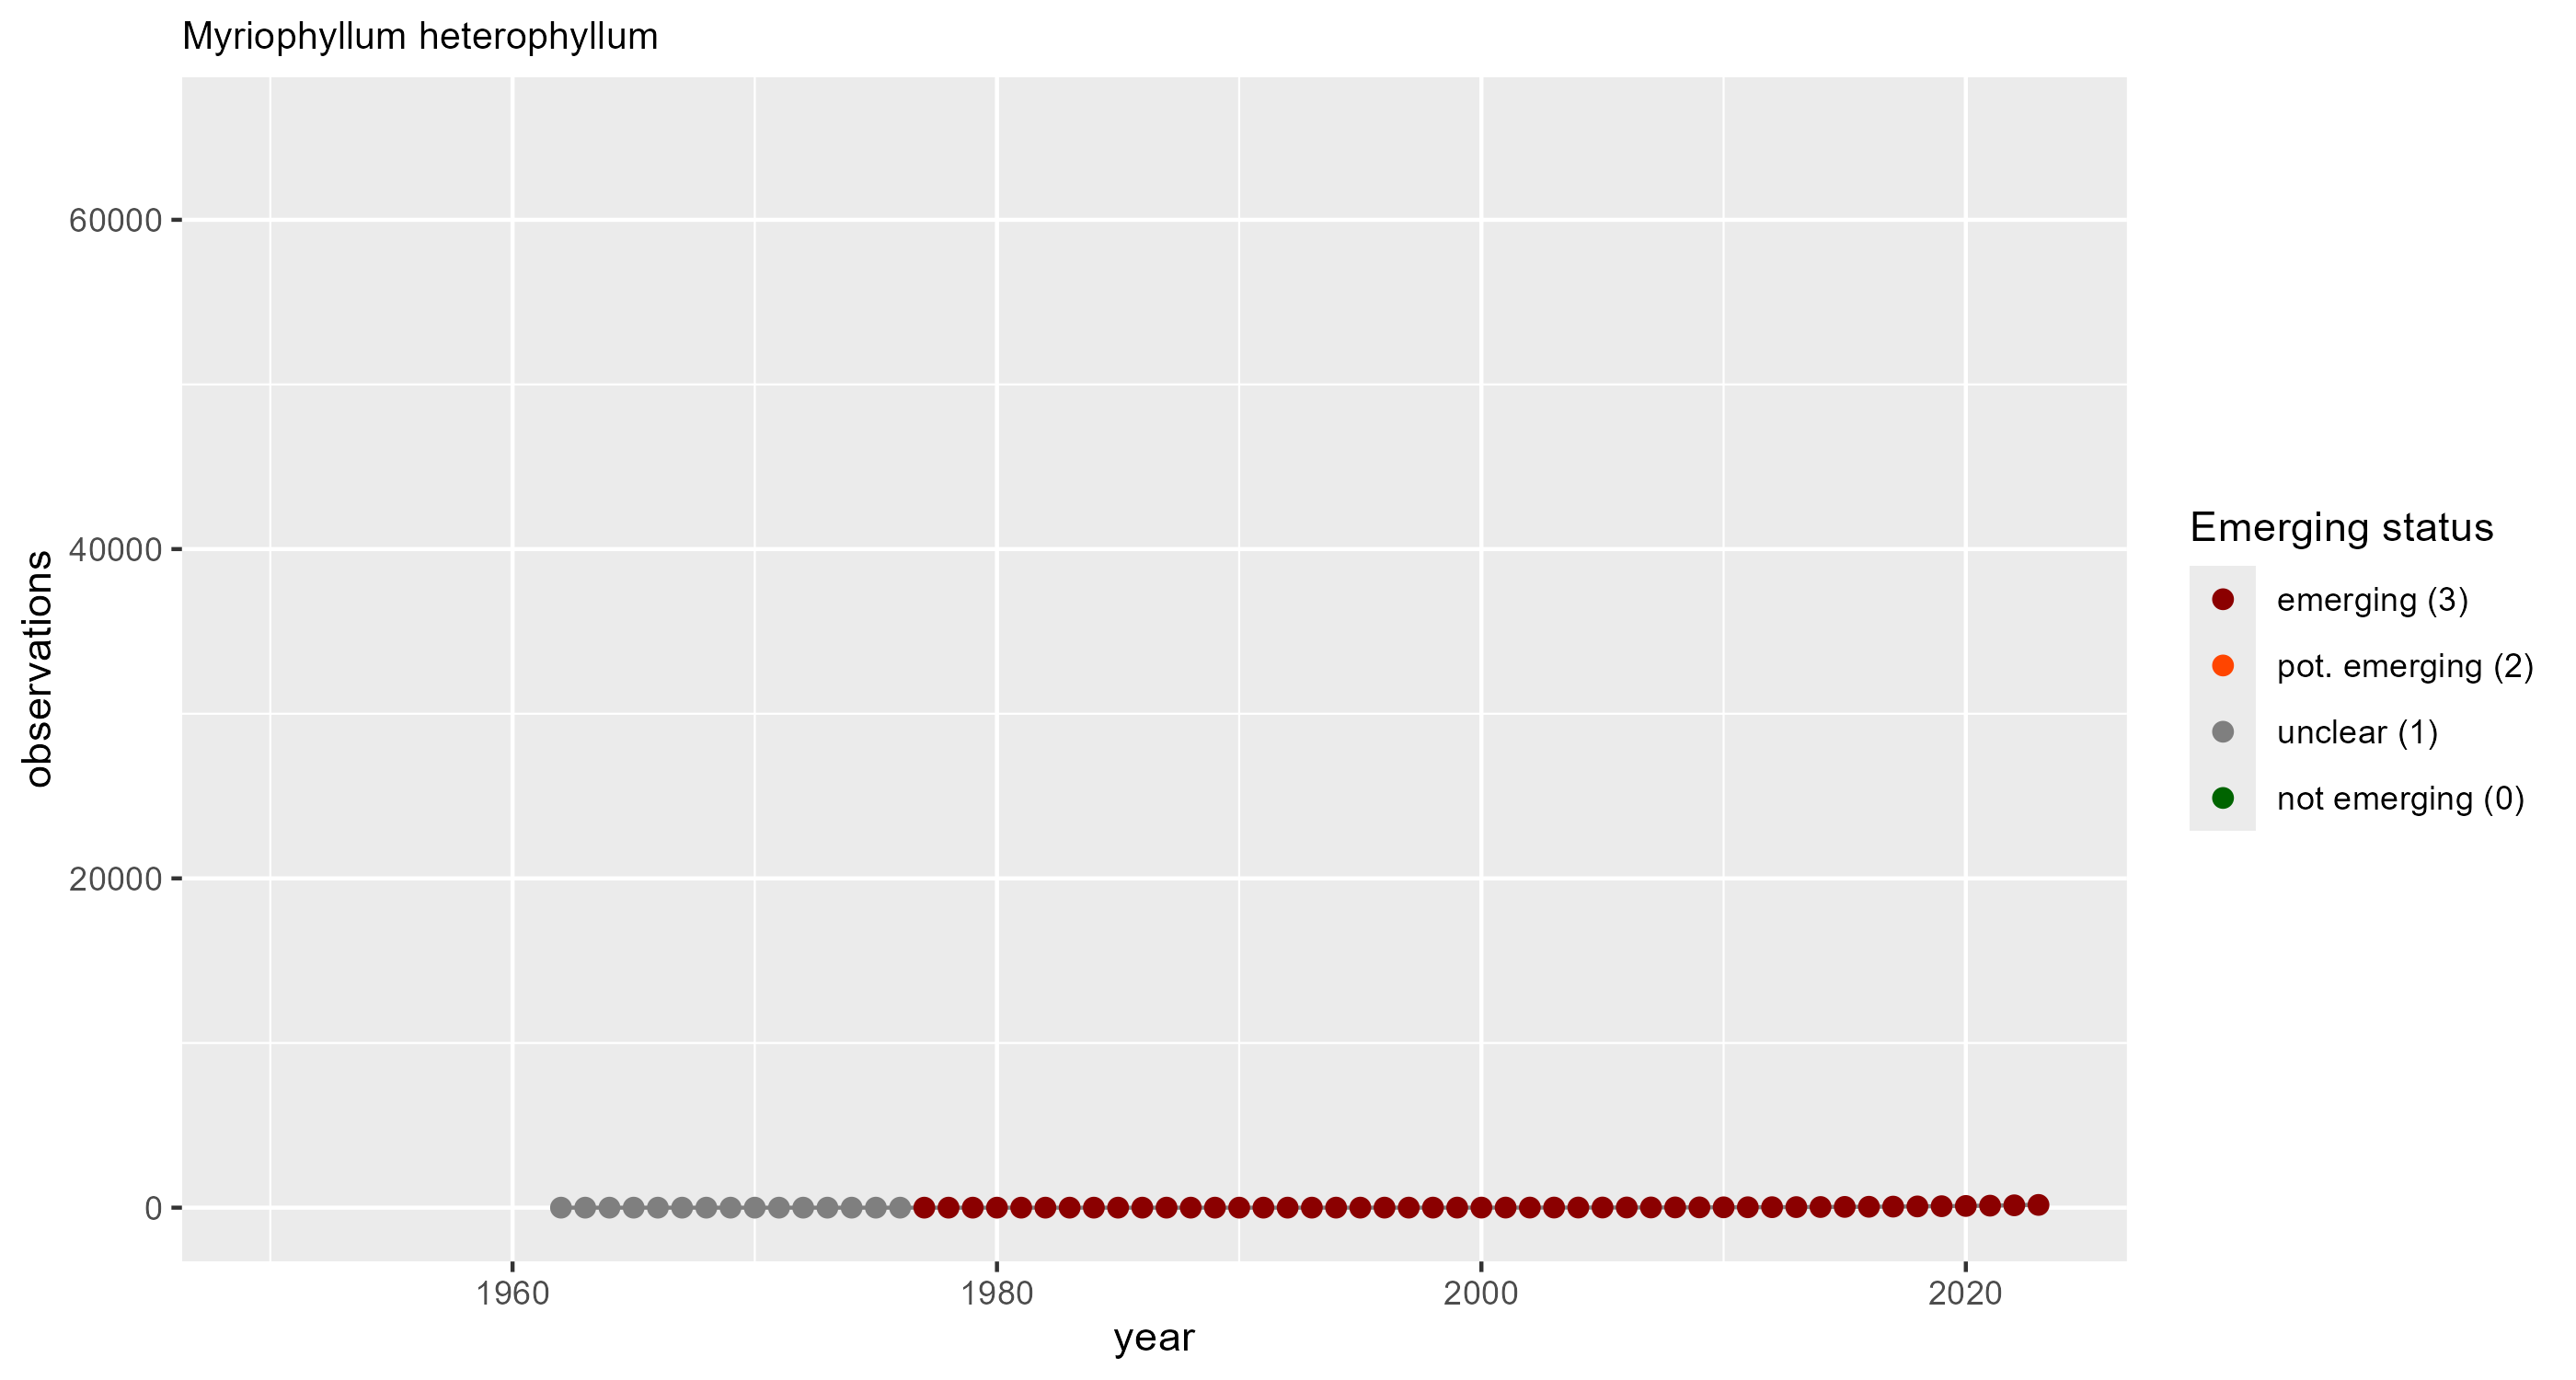 Myriophyllum heterophyllum
60000
40000
20000
0
observations
1960
1980
2000
2020
year
Emerging status
emerging (3)
pot. emerging (2)
unclear (1)
not emerging (0)